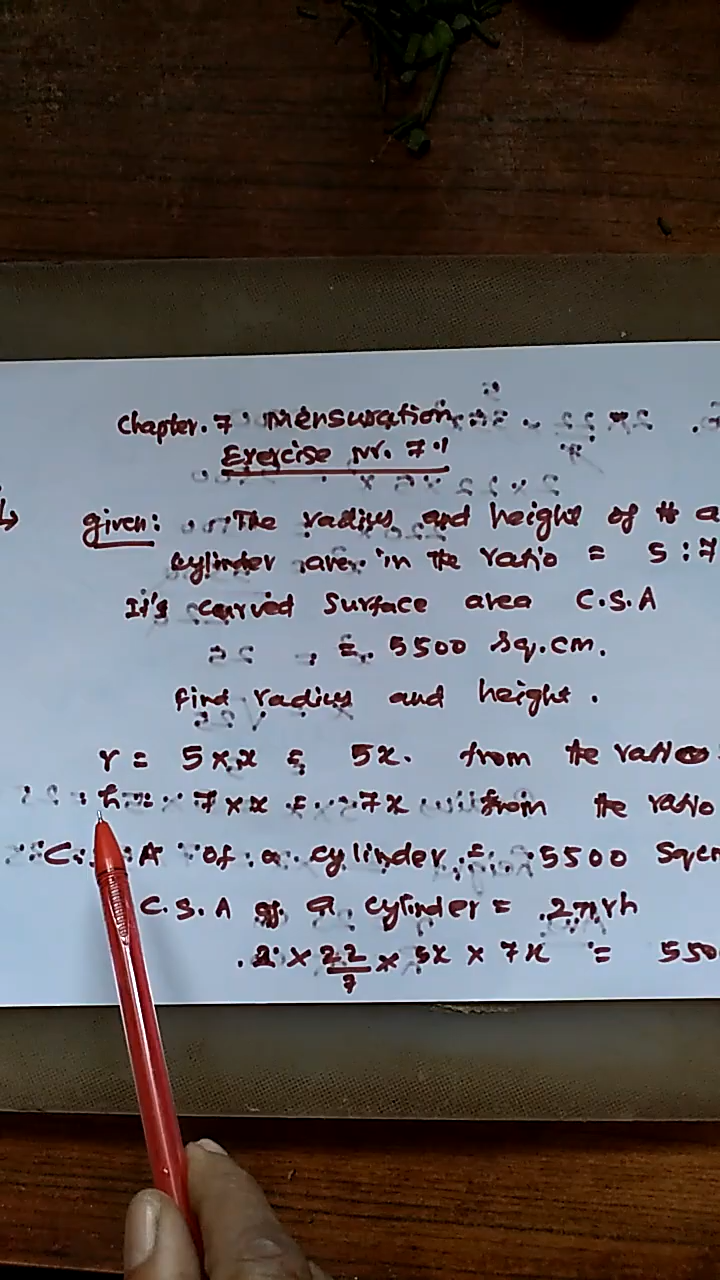 Chapter. 7 Mensuration
Exercise Nr. 7.1
given: The radius and height of a
cylinder are in the ratio = 5:7
It's curved surface area C.S.A
= 5500 sq.cm.
find radius and height.
r = 5 x x = 5x. from the ratio
h = 7 x x = 7x from the ratio
C.S.A of a cylinder = 5500 Sqcm
C.S.A of a cylinder = 2πrh
2 x 22/7 x 5x x 7x = 550